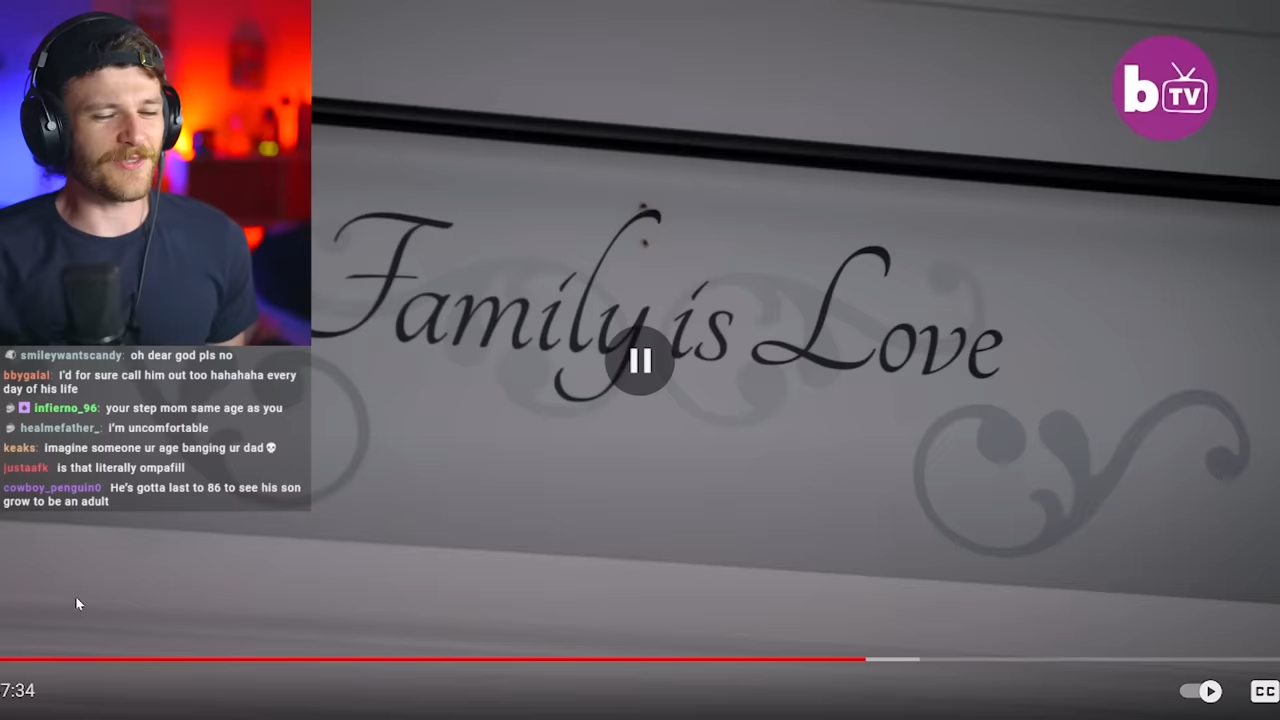 b TV
Family is Love
smileywantscandy: oh dear god pls no
bbygalal: I'd for sure call him out too hahahaha every
day of his life
infierno_96: your step mom same age as you
healmefather_: i'm uncomfortable
keaks: imagine someone ur age banging ur dad💀
justaafk is that literally ompafill
cowboy_penguin0 He's gotta last to 86 to see his son
grow to be an adult
7:34
CC